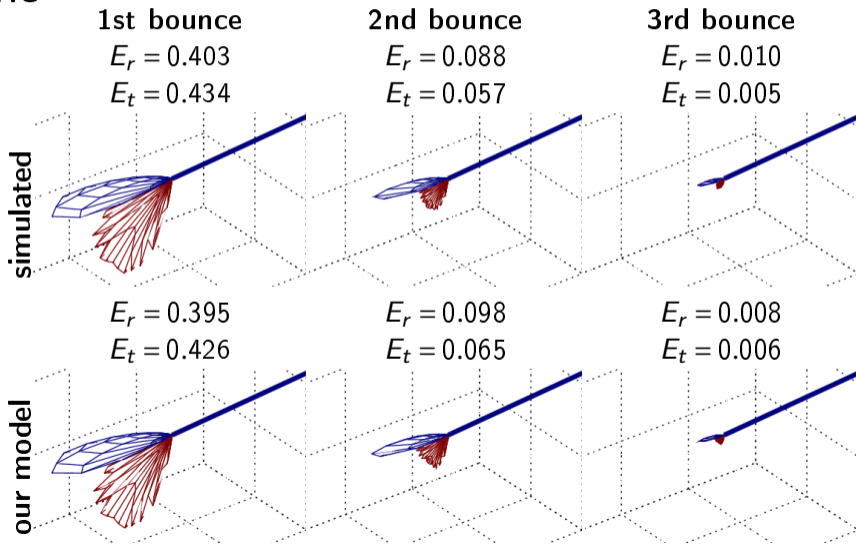 1st bounce 2nd bounce 3rd bounce
E_r = 0.403 E_r = 0.088 E_r = 0.010
E_t = 0.434 E_t = 0.057 E_t = 0.005
simulated
E_r = 0.395 E_r = 0.098 E_r = 0.008
E_t = 0.426 E_t = 0.065 E_t = 0.006
our model